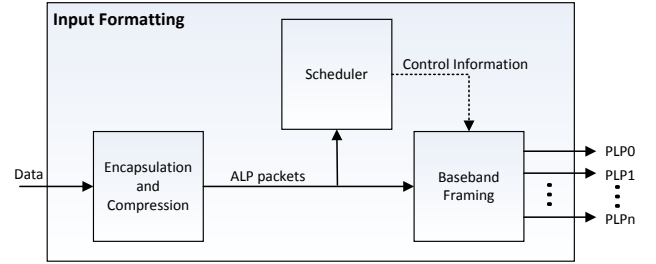 Input Formatting
Scheduler
Control Information
Data
Encapsulation
and
Compression
ALP packets
Baseband
Framing
PLP0
PLP1
PLPn